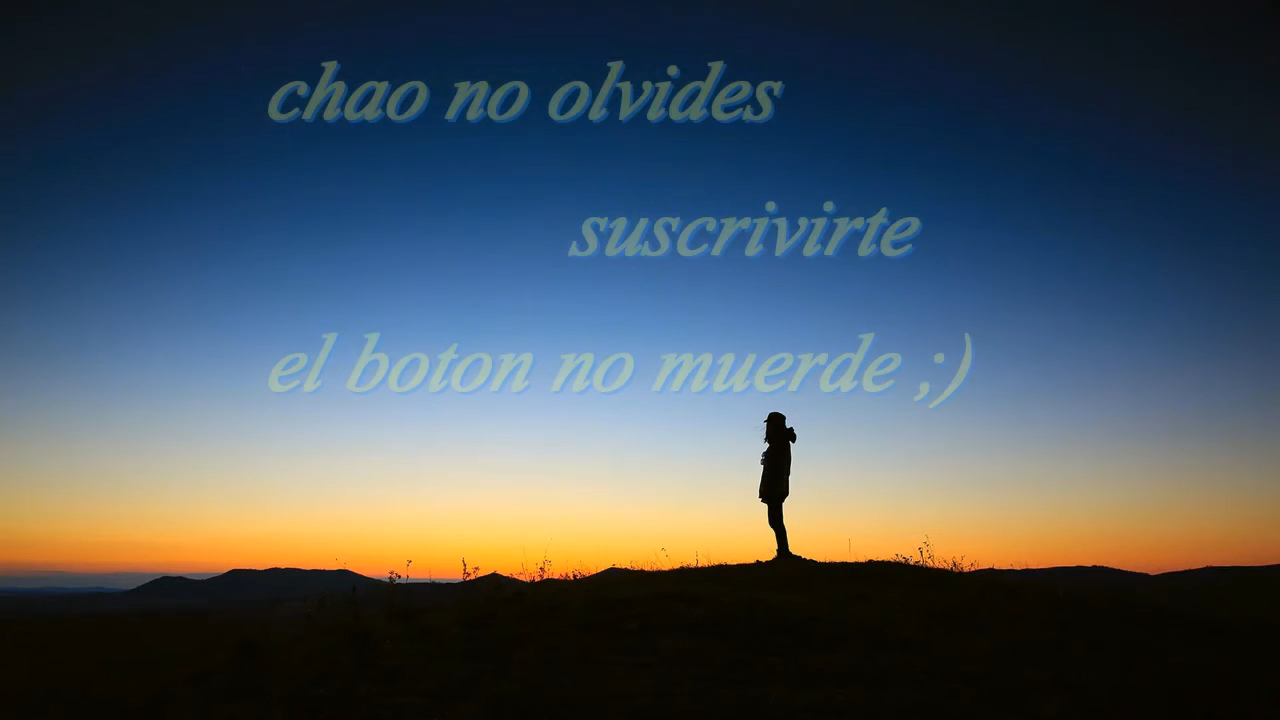 chao no olvides
suscrivirte
el boton no muerde ;)